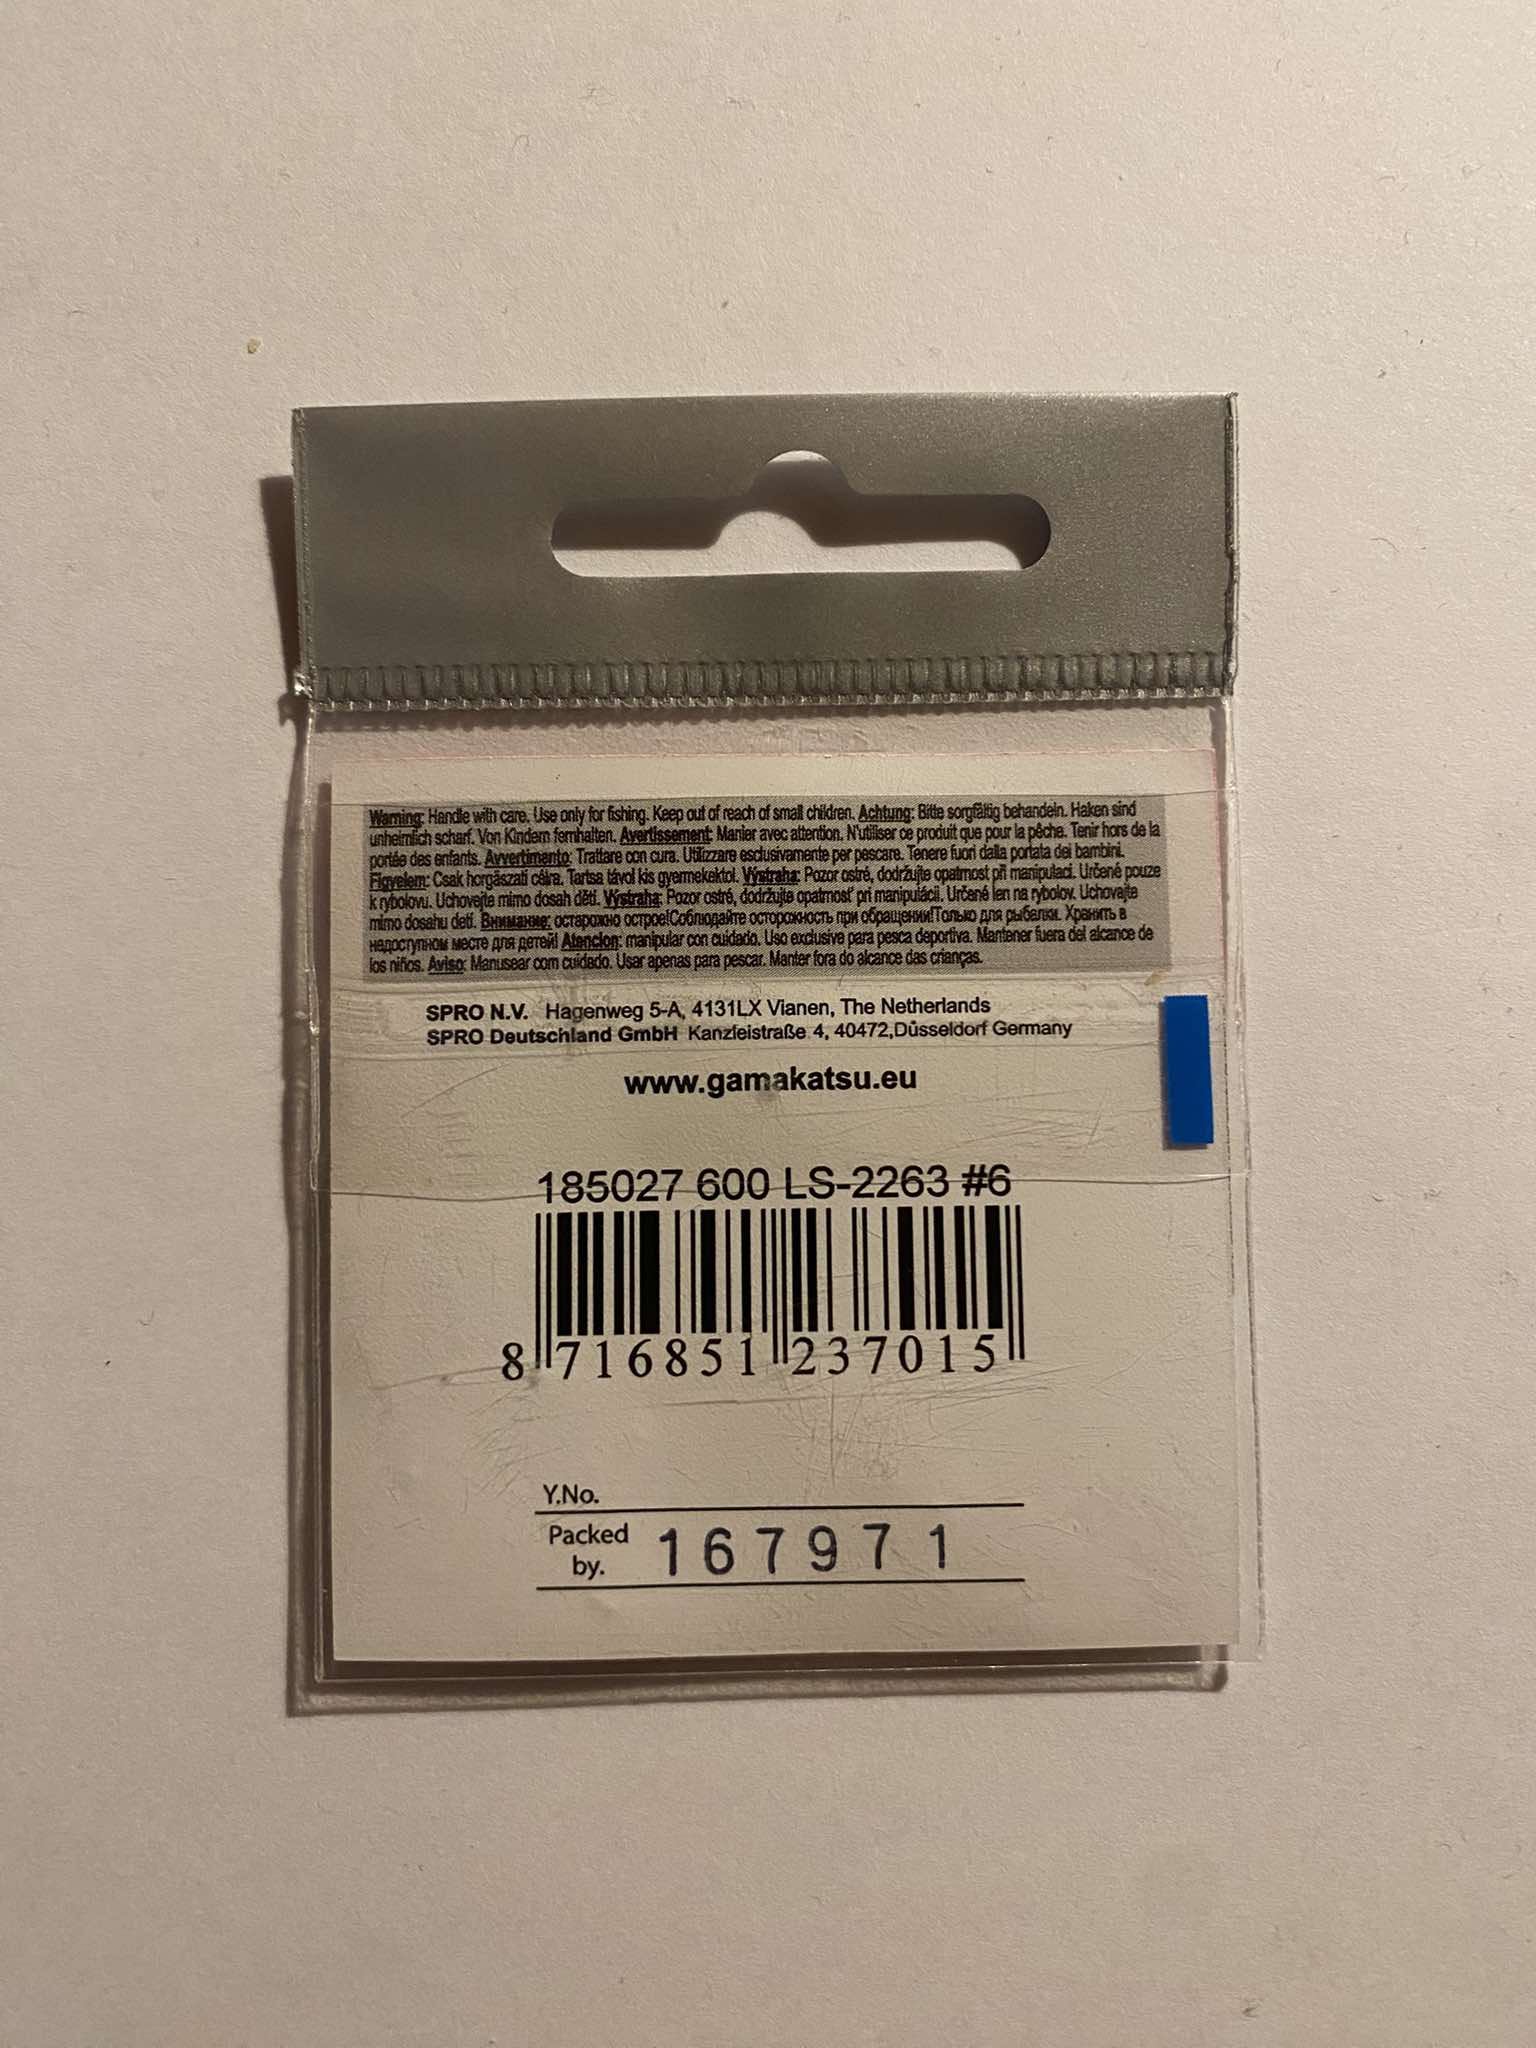 Warning: Handle with care. Use only for fishing. Keep out of reach of small children. Achtung: Bitte sorgfältig behandeln. Haken sind
unheimlich scharf. Von Kindern fernhalten. Avertissement: Manier avec attention. N'utiliser ce produit que pour la pêche. Tenir hors de la
portée des enfants. Avvertimento: Trattare con cura. Utilizzare esclusivamente per pescare. Tenere fuori dalla portata dei bambini.
Figyelem: Csak horgászati célra. Tartsa távol kis gyermekektol. Výstraha: Pozor ostré, dodržujte opatrnost při manipulaci. Určené pouze
k rybolovu. Uchovejte mimo dosah dětí. Výstraha: Pozor ostré, dodržujte opatrnosť pri manipulácii. Určené len na rybolov. Uchovajte
mimo dosahu detí. Внимание: осторожно острое!Соблюдайте осторожность при обращении!Только для рыбалки. Хранить в
недоступном месте для детей! Atencion: manipular con cuidado. Uso exclusive para pesca deportiva. Mantener fuera del alcance de
los niños. Aviso: Manusear com cuidado. Usar apenas para pescar. Manter fora do alcance das crianças.
SPRO N.V. Hagenweg 5-A, 4131LX Vianen, The Netherlands
SPRO Deutschland GmbH Kanzleistraße 4, 40472,Düsseldorf Germany
www.gamakatsu.eu
185027 600 LS-2263 #6
8 716851 237015
Y.No.
Packed by. 167971